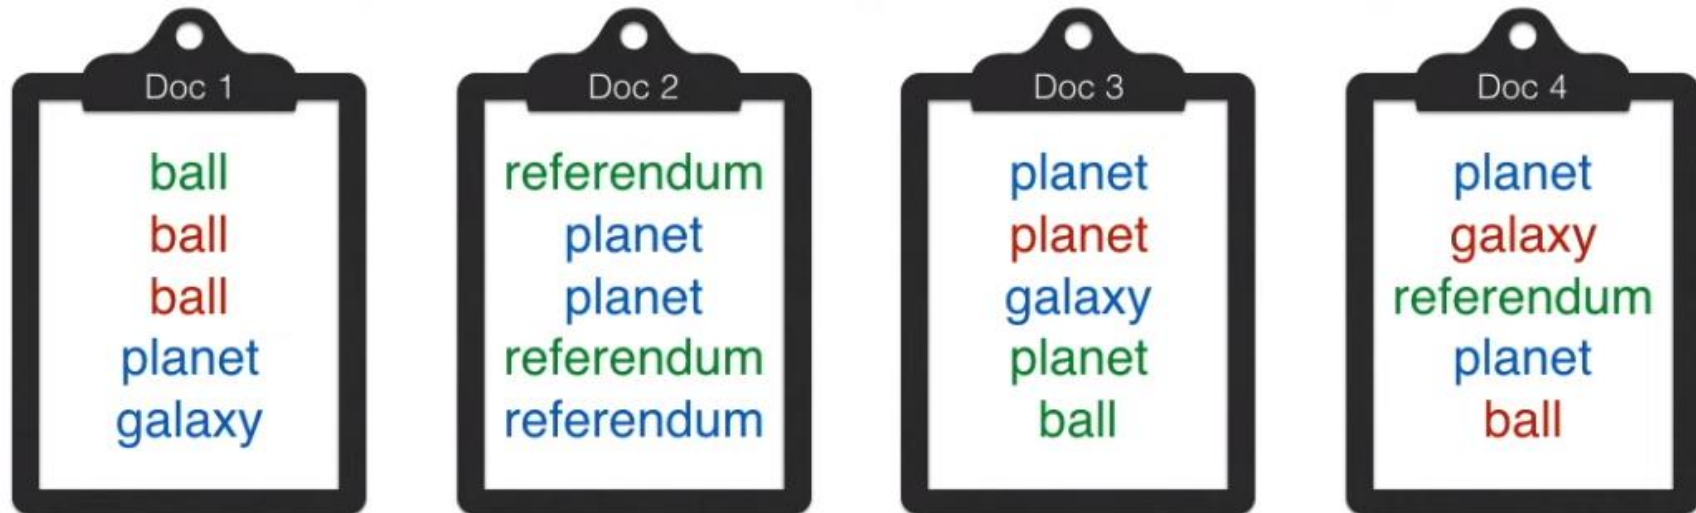 Doc 1
ball
ball
ball
planet
galaxy
Doc 2
referendum
planet
planet
referendum
referendum
Doc 3
planet
planet
galaxy
planet
ball
Doc 4
planet
galaxy
referendum
planet
ball